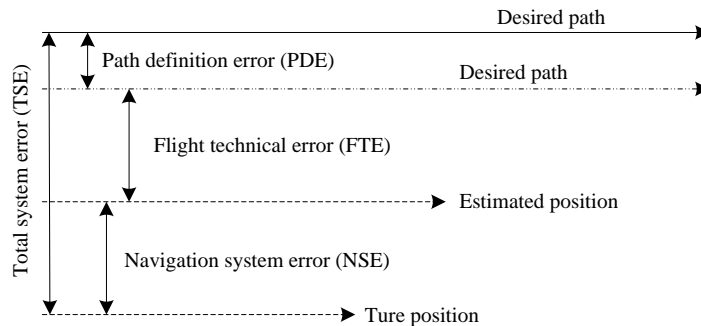 Desired path
Path definition error (PDE)
Desired path
Flight technical error (FTE)
Total system error (TSE)
Estimated position
Navigation system error (NSE)
Ture position